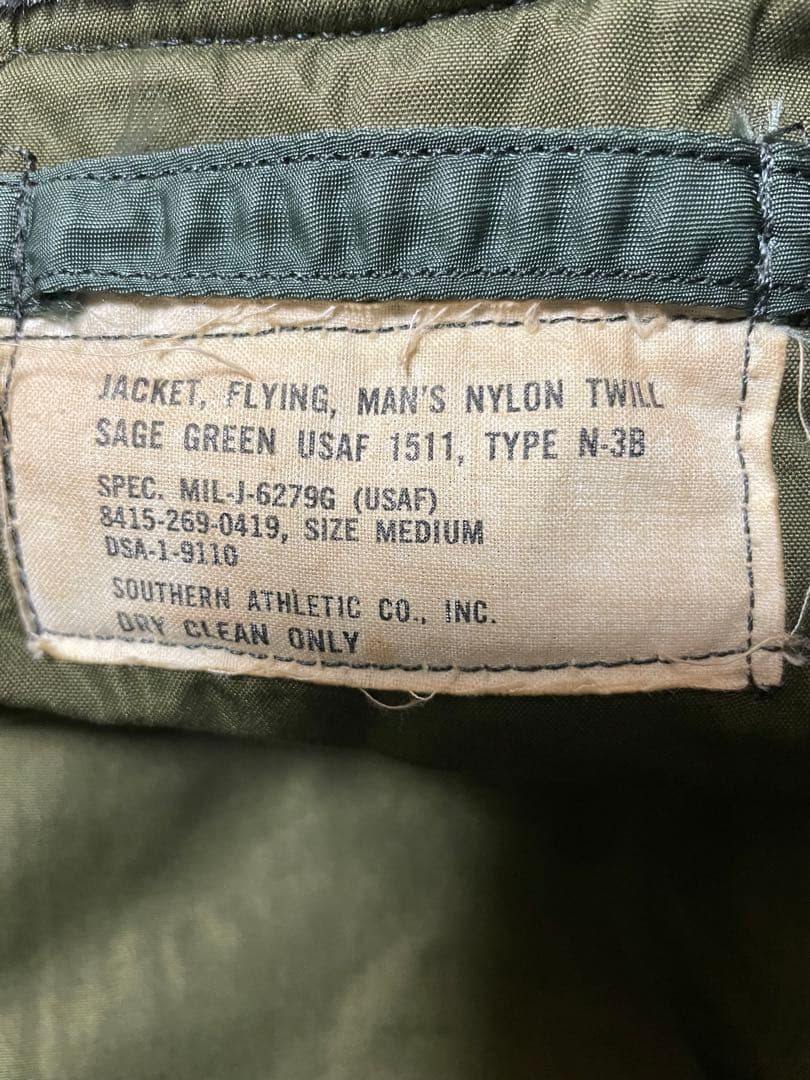 JACKET, FLYING, MAN'S NYLON TWILL
SAGE GREEN USAF 1511, TYPE N-3B
SPEC. MIL-J-6279G (USAF)
8415-269-0419, SIZE MEDIUM
DSA-1-9110
SOUTHERN ATHLETIC CO., INC.
DRY CLEAN ONLY